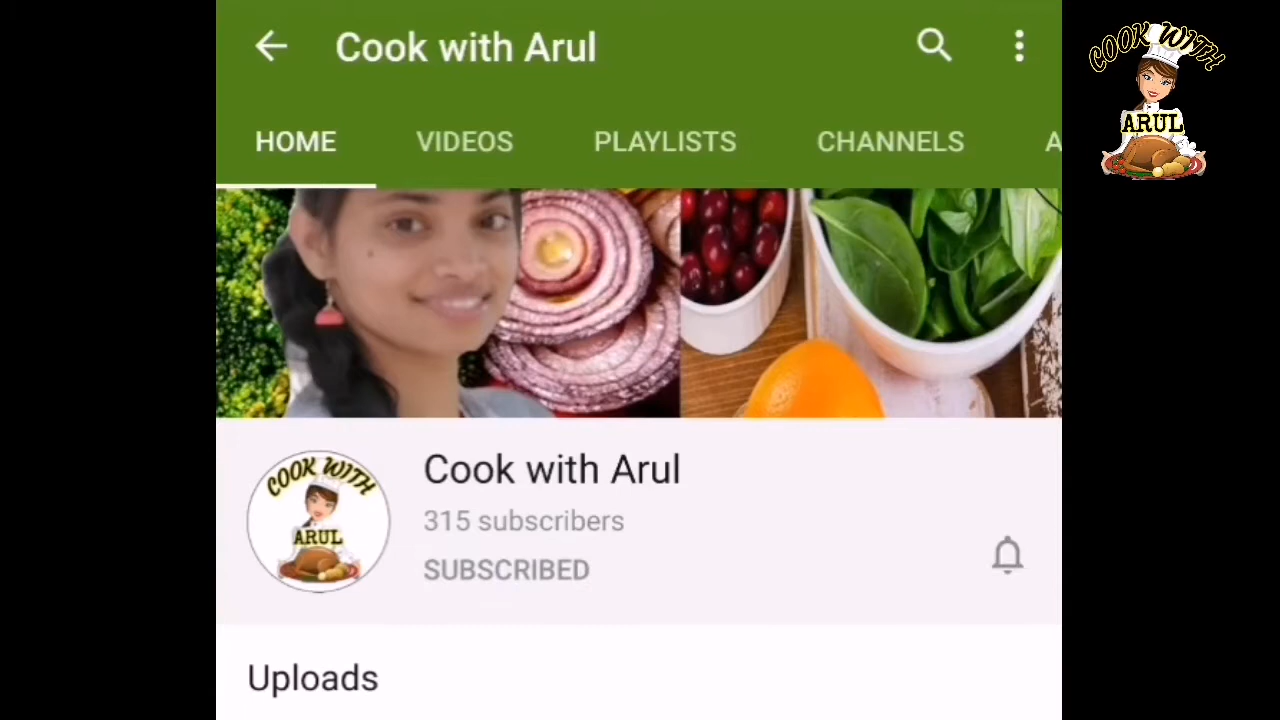 Cook with Arul
HOME VIDEOS PLAYLISTS CHANNELS A
COOK WITH
ARUL
Cook with Arul
315 subscribers
SUBSCRIBED
COOK WITH
ARUL
Uploads